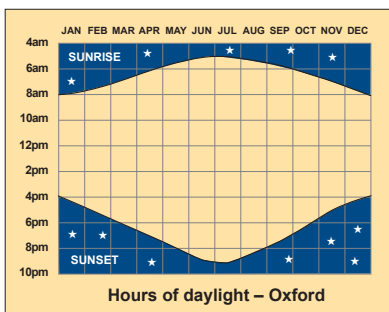 JAN FEB MAR APR MAY JUN JUL AUG SEP OCT NOV DEC
4am
SUNRISE
6am
8am
10am
12pm
2pm
4pm
6pm
8pm
SUNSET
10pm
Hours of daylight – Oxford